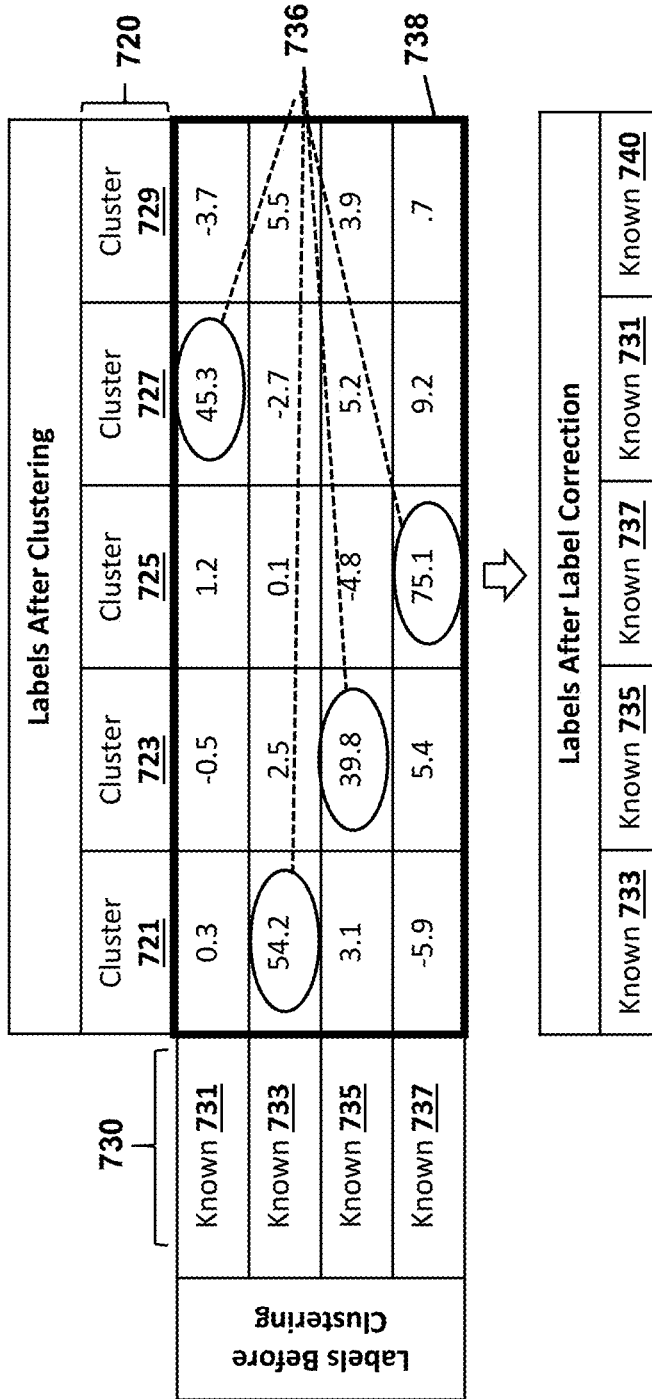 Labels After Clustering
Cluster
721
Cluster
723
Cluster
725
Cluster
727
Cluster
729
720
730
Labels Before
Clustering
Known 731
0.3
-0.5
1.2
45.3
-3.7
Known 733
54.2
2.5
0.1
-2.7
5.5
736
Known 735
3.1
39.8
-4.8
5.2
3.9
Known 737
-5.9
5.4
75.1
9.2
.7
738
Labels After Label Correction
Known 733
Known 735
Known 737
Known 731
Known 740